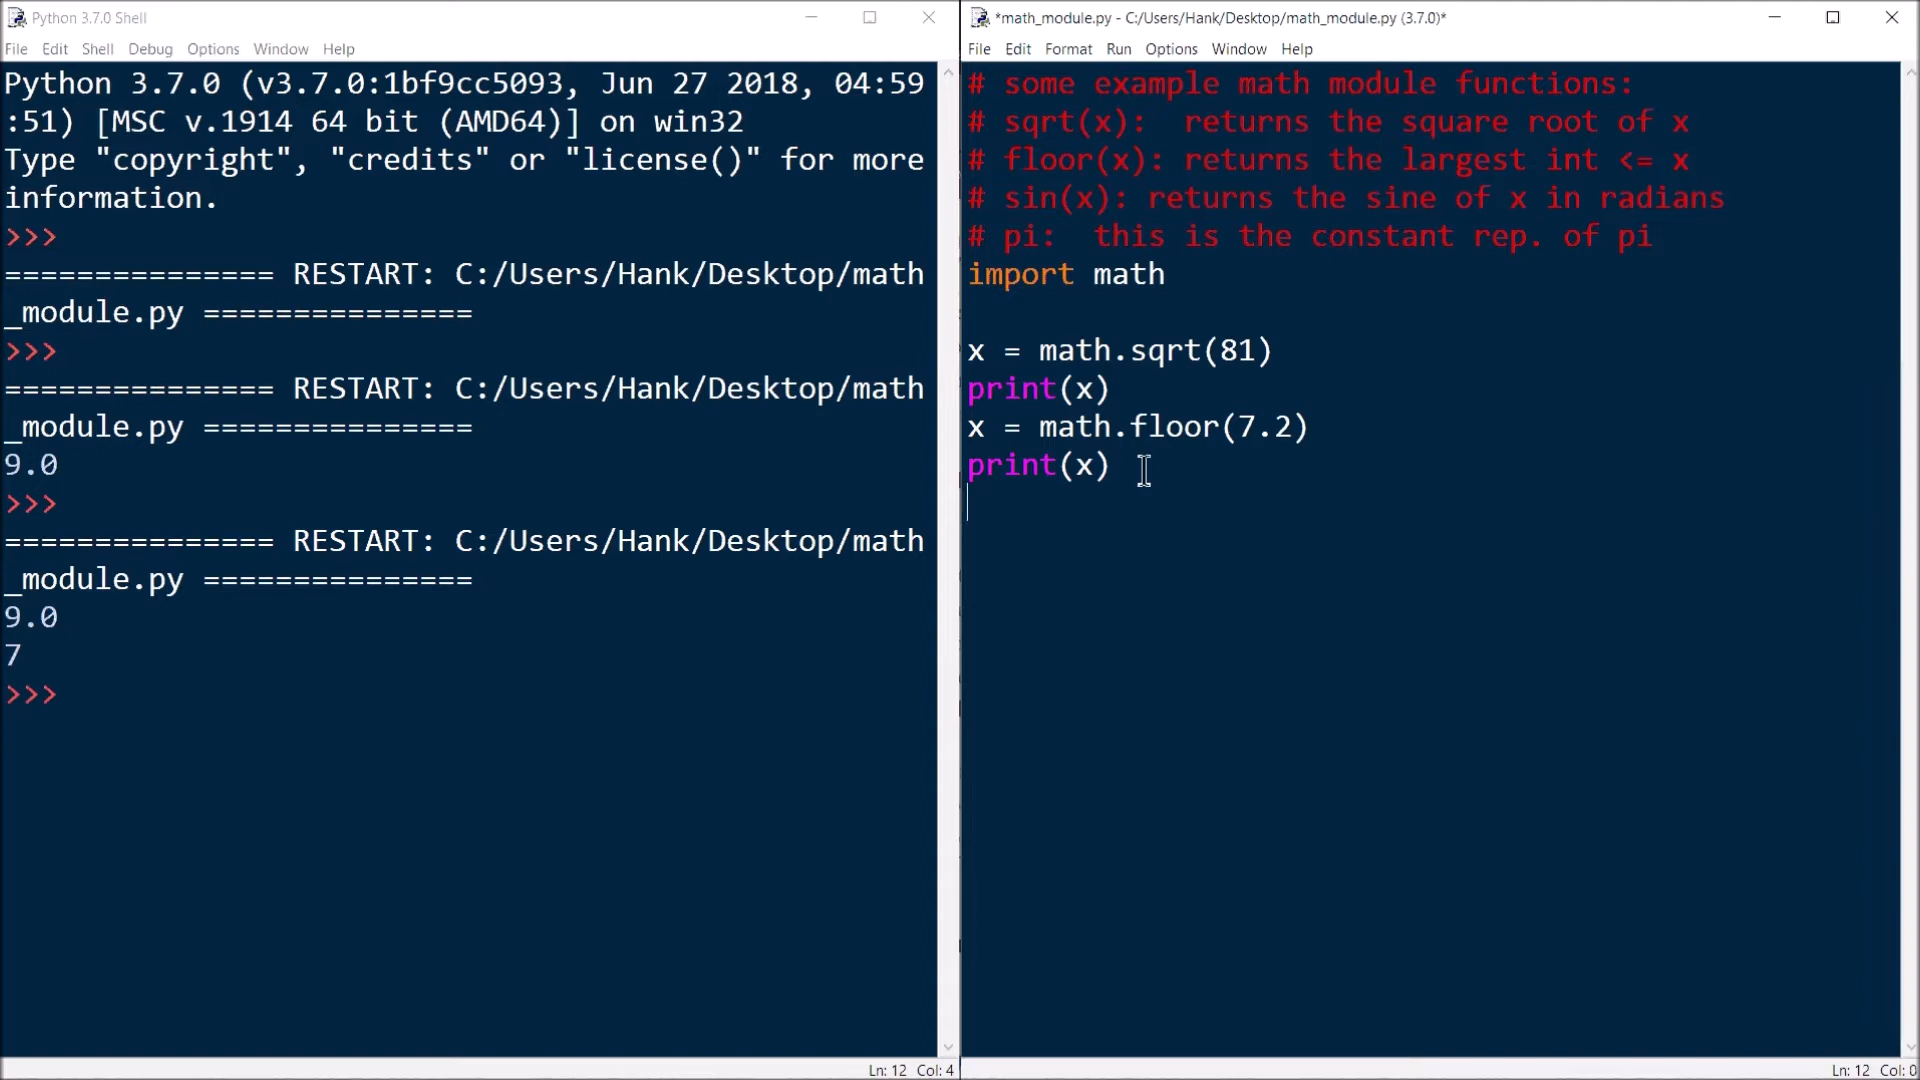 Python 3.7.0 Shell
File Edit Shell Debug Options Window Help
Python 3.7.0 (v3.7.0:1bf9cc5093, Jun 27 2018, 04:59
:51) [MSC v.1914 64 bit (AMD64)] on win32
Type "copyright", "credits" or "license()" for more
information.
>>>
=============== RESTART: C:/Users/Hank/Desktop/math
_module.py ===============
>>>
=============== RESTART: C:/Users/Hank/Desktop/math
_module.py ===============
9.0
>>>
=============== RESTART: C:/Users/Hank/Desktop/math
_module.py ===============
9.0
7
>>>
Ln: 12 Col: 4
*math_module.py - C:/Users/Hank/Desktop/math_module.py (3.7.0)*
File Edit Format Run Options Window Help
# some example math module functions:
# sqrt(x):  returns the square root of x
# floor(x): returns the largest int <= x
# sin(x): returns the sine of x in radians
# pi:  this is the constant rep. of pi
import math
x = math.sqrt(81)
print(x)
x = math.floor(7.2)
print(x)
Ln: 12 Col: 0